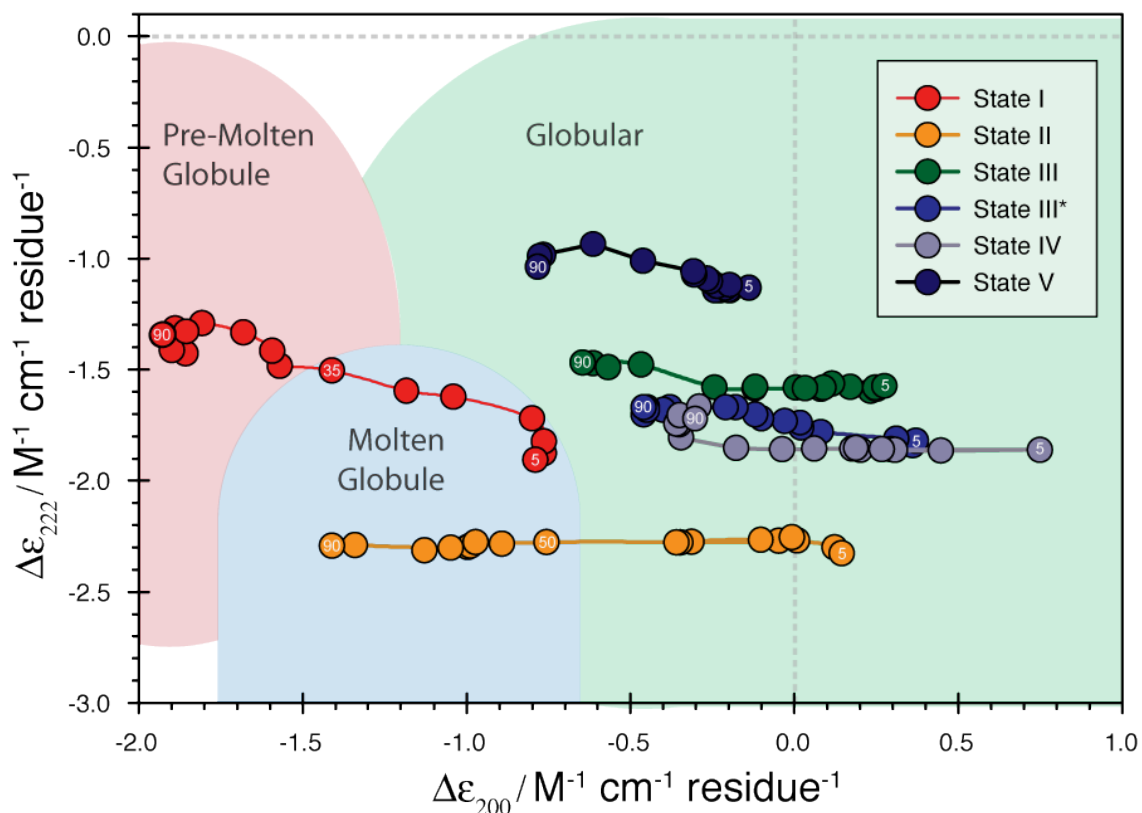 0.0
-0.5
-1.0
-1.5
-2.0
-2.5
-3.0
-2.0 -1.5 -1.0 -0.5 0.0 0.5 1.0
Δε222 / M-1 cm-1 residue-1
Δε200 / M-1 cm-1 residue-1
Pre-Molten
Globule
Globular
Molten
Globule
State I
State II
State III
State III*
State IV
State V
90
5
90
35
5
90
5
90
5
90
5
90
50
5